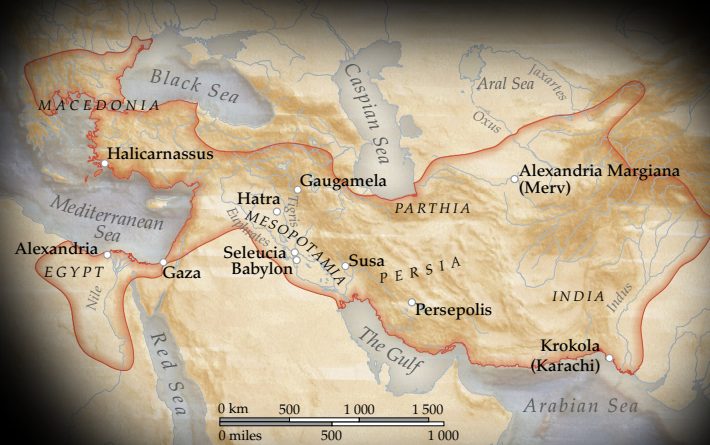 Black Sea
Caspian Sea
Aral Sea
Jaxartes
Oxus
MACEDONIA
Halicarnassus
Gaugamela
Alexandria Margiana
(Merv)
Hatra
Tigris
PARTHIA
Mediterranean
Sea
Euphrates
MESOPOTAMIA
Alexandria
EGYPT
Gaza
Seleucia
Babylon
Susa
PERSIA
Nile
INDIA
Indus
Persepolis
Red Sea
The Gulf
Krokola
(Karachi)
Arabian Sea
0 km 500 1 000 1 500
0 miles 500 1 000